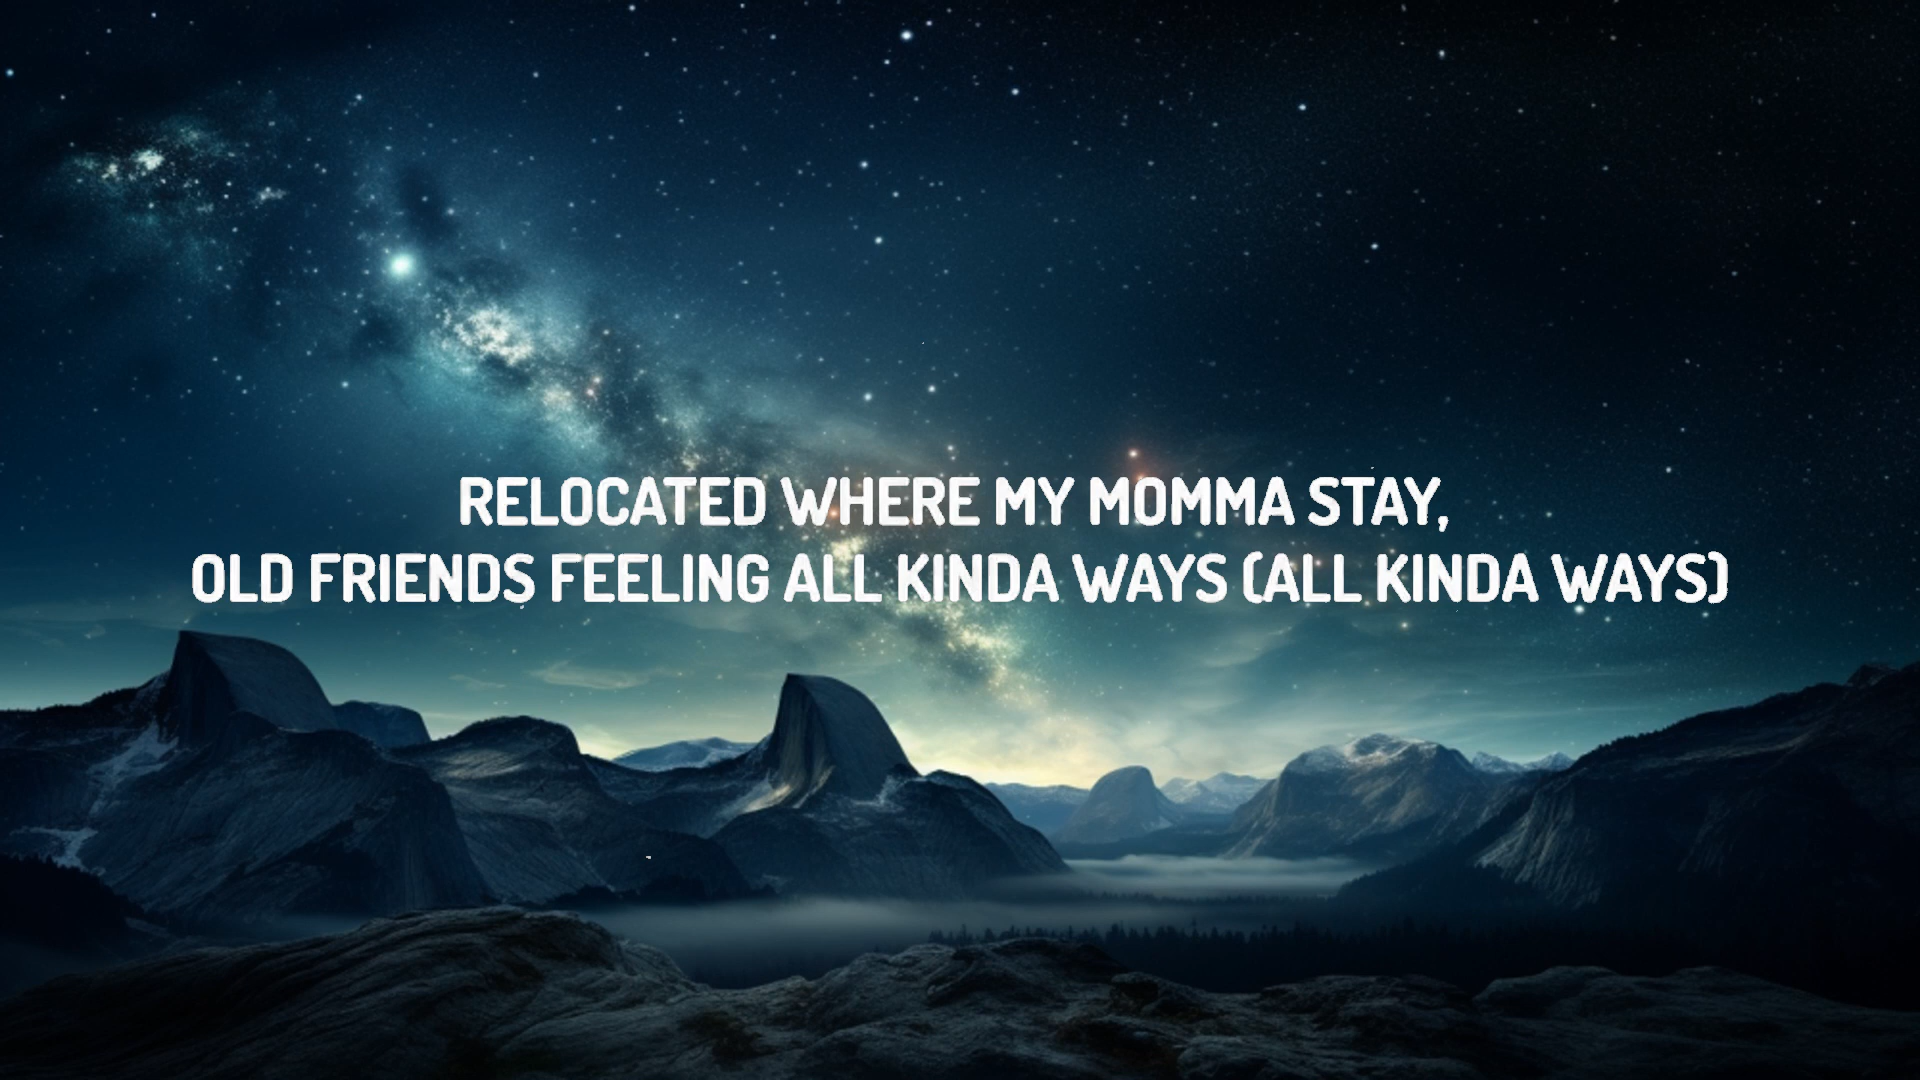 RELOCATED WHERE MY MOMMA STAY,
OLD FRIENDS FEELING ALL KINDA WAYS (ALL KINDA WAYS)